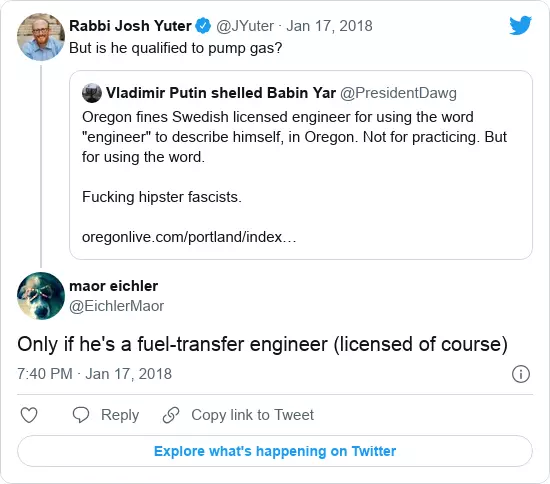 Rabbi Josh Yuter @JYuter · Jan 17, 2018
But is he qualified to pump gas?
Vladimir Putin shelled Babin Yar @PresidentDawg
Oregon fines Swedish licensed engineer for using the word
"engineer" to describe himself, in Oregon. Not for practicing. But
for using the word.
Fucking hipster fascists.
oregonlive.com/portland/index…
maor eichler
@EichlerMaor
Only if he's a fuel-transfer engineer (licensed of course)
7:40 PM · Jan 17, 2018
Reply
Copy link to Tweet
Explore what's happening on Twitter